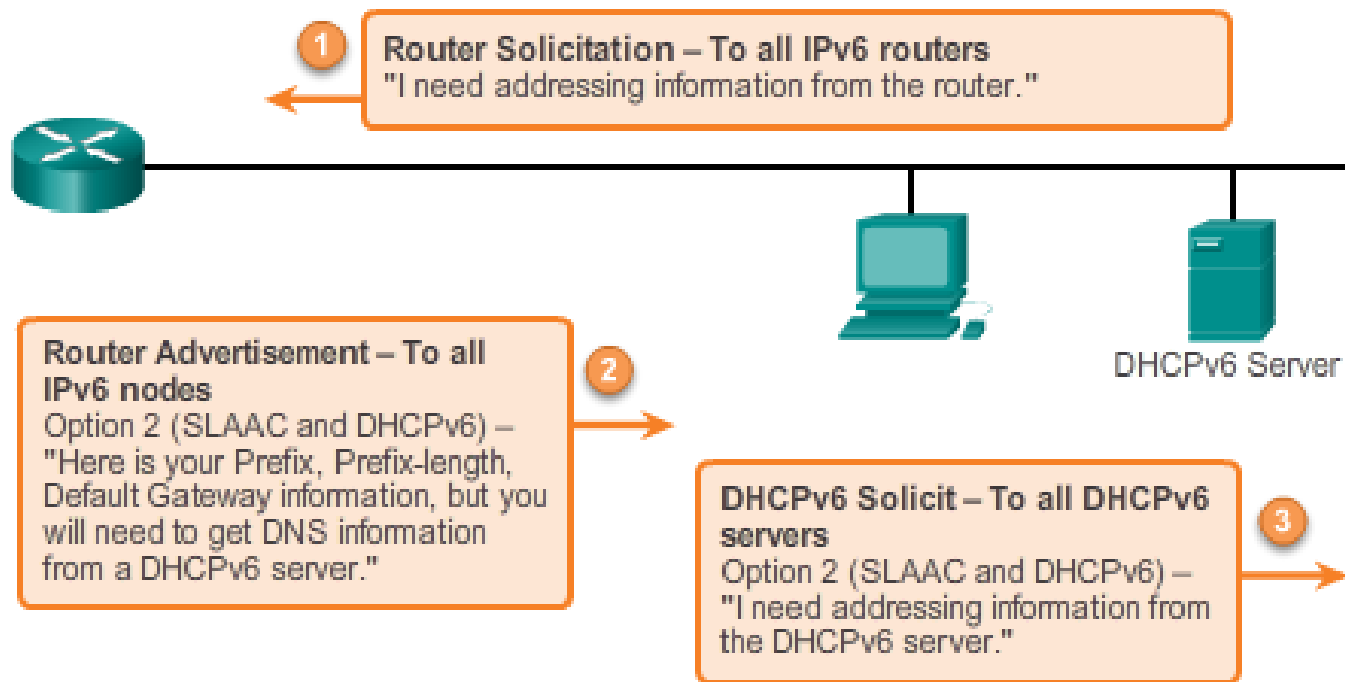 1
Router Solicitation – To all IPv6 routers
"I need addressing information from the router."
DHCPv6 Server
Router Advertisement – To all
IPv6 nodes
Option 2 (SLAAC and DHCPv6) –
"Here is your Prefix, Prefix-length,
Default Gateway information, but you
will need to get DNS information
from a DHCPv6 server."
2
DHCPv6 Solicit – To all DHCPv6
servers
Option 2 (SLAAC and DHCPv6) –
"I need addressing information from
the DHCPv6 server."
3